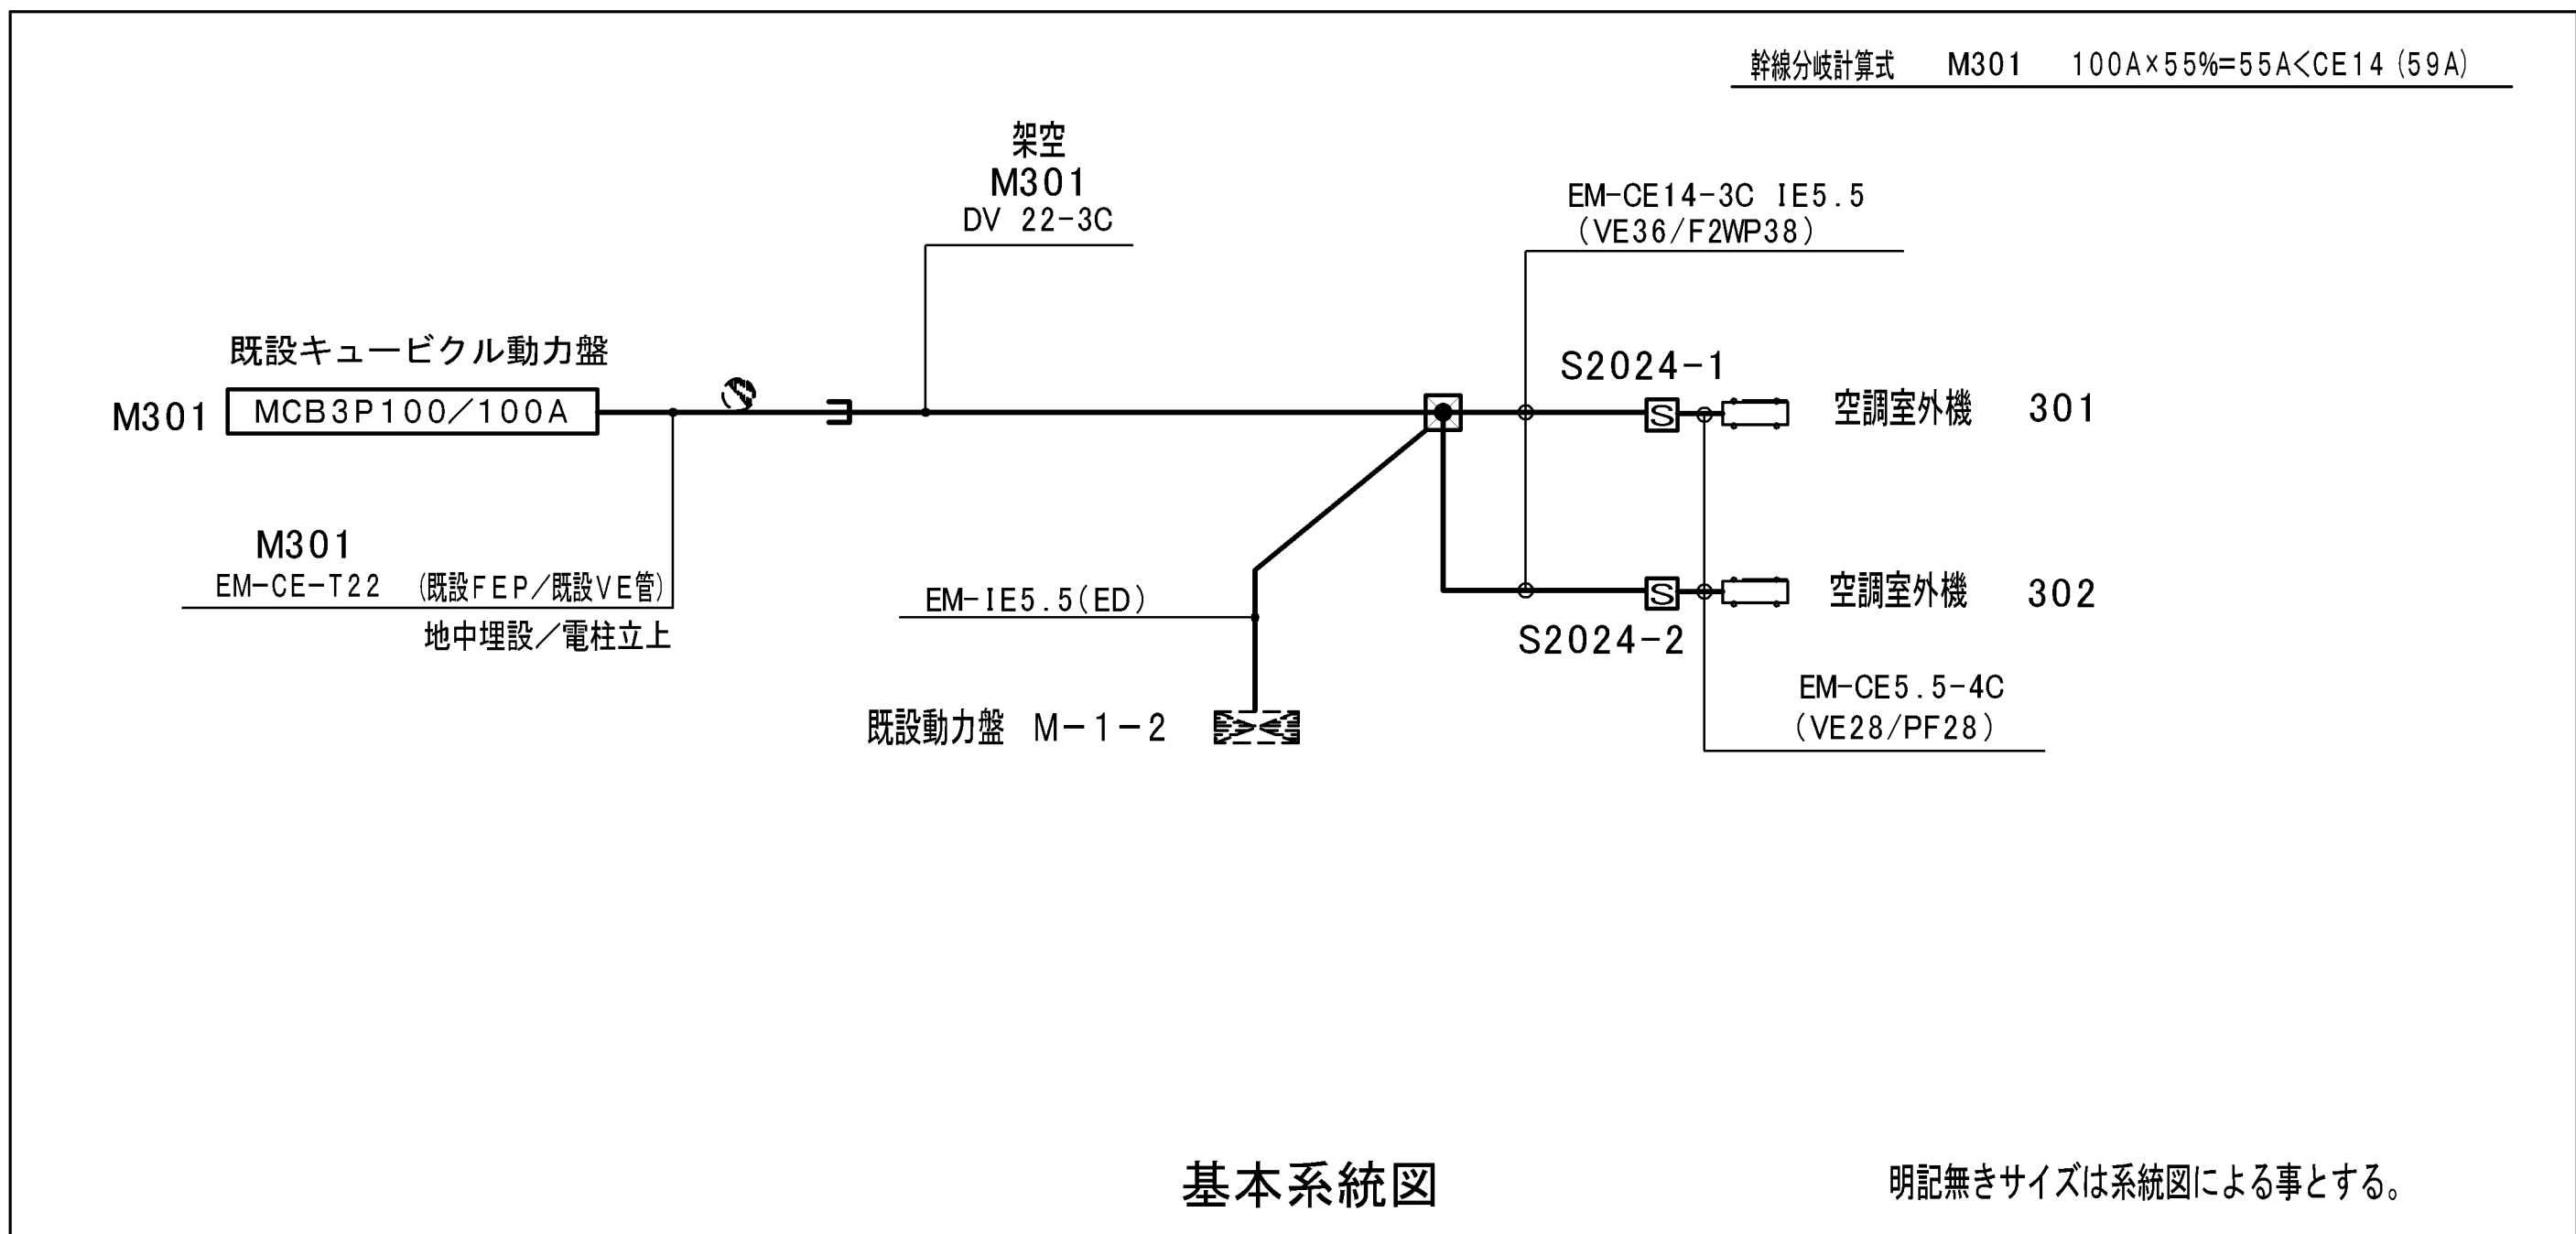 幹線分岐計算式 M301 100A×55%=55A<CE14 (59A)
架空
M301
DV 22-3C
EM-CE14-3C IE5.5
(VE36/F2WP38)
既設キュービクル動力盤
M301 MCB3P100/100A
S2024-1
S 空調室外機 301
M301
EM-CE-T22 (既設FEP/既設VE管)
地中埋設/電柱立上
EM-IE5.5(ED)
S 空調室外機 302
S2024-2
EM-CE5.5-4C
(VE28/PF28)
既設動力盤 M-1-2
基本系統図
明記無きサイズは系統図による事とする。